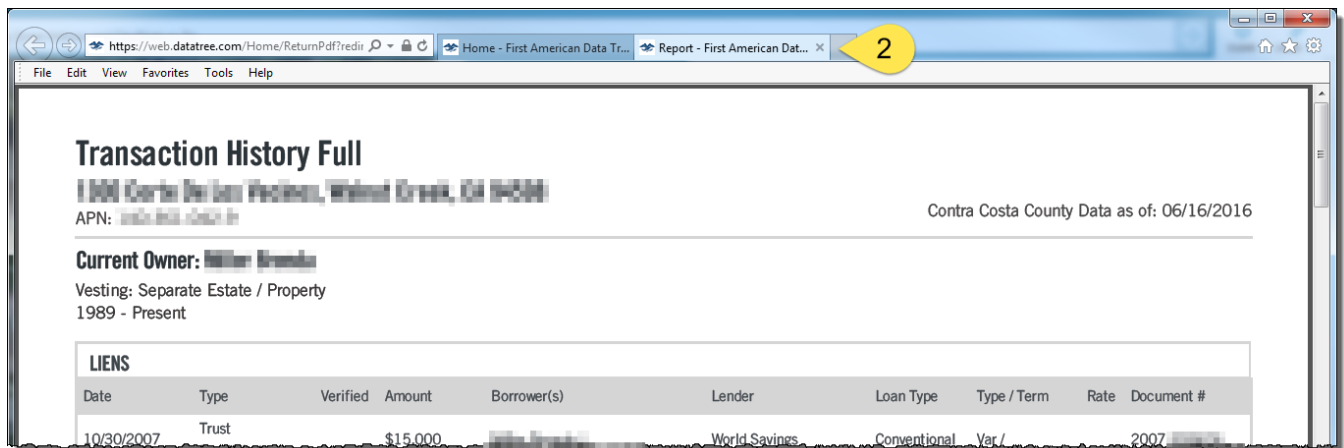 https://web.datatree.com/Home/ReturnPdf?redir
Home - First American Data Tr...
Report - First American Dat...
2
File Edit View Favorites Tools Help
Transaction History Full
APN:
Contra Costa County Data as of: 06/16/2016
Current Owner:
Vesting: Separate Estate / Property
1989 - Present
LIENS
Date Type Verified Amount Borrower(s) Lender Loan Type Type / Term Rate Document #
10/30/2007 Trust $15,000 World Savings Conventional Var / 2007